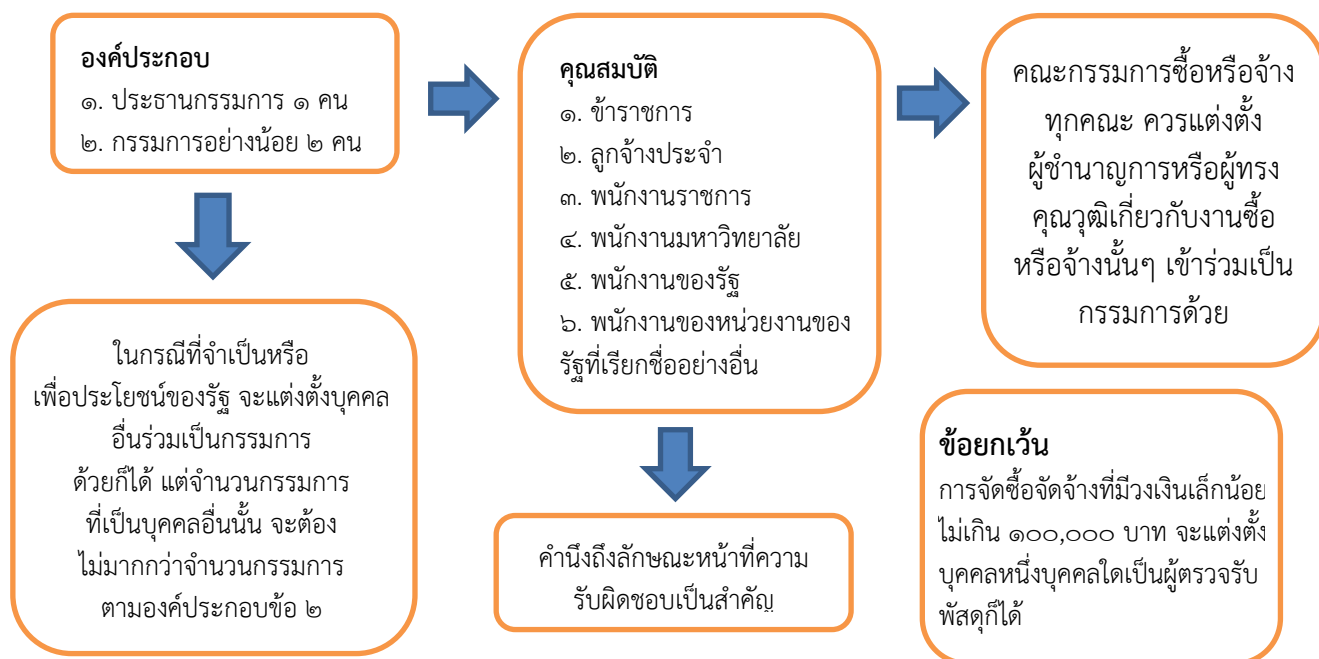 องค์ประกอบ
๑. ประธานกรรมการ ๑ คน
๒. กรรมการอย่างน้อย ๒ คน
คุณสมบัติ
๑. ข้าราชการ
๒. ลูกจ้างประจำ
๓. พนักงานราชการ
๔. พนักงานมหาวิทยาลัย
๕. พนักงานของรัฐ
๖. พนักงานของหน่วยงานของ
รัฐที่เรียกชื่ออย่างอื่น
คณะกรรมการซื้อหรือจ้าง
ทุกคณะ ควรแต่งตั้ง
ผู้ชำนาญการหรือผู้ทรง
คุณวุฒิเกี่ยวกับงานซื้อ
หรือจ้างนั้นๆ เข้าร่วมเป็น
กรรมการด้วย
ในกรณีที่จำเป็นหรือ
เพื่อประโยชน์ของรัฐ จะแต่งตั้งบุคคล
อื่นร่วมเป็นกรรมการ
ด้วยก็ได้ แต่จำนวนกรรมการ
ที่เป็นบุคคลอื่นนั้น จะต้อง
ไม่มากกว่าจำนวนกรรมการ
ตามองค์ประกอบข้อ ๒
คำนึงถึงลักษณะหน้าที่ความ
รับผิดชอบเป็นสำคัญ
ข้อยกเว้น
การจัดซื้อจัดจ้างที่มีวงเงินเล็กน้อย
ไม่เกิน ๑๐๐,๐๐๐ บาท จะแต่งตั้ง
บุคคลหนึ่งบุคคลใดเป็นผู้ตรวจรับ
พัสดุก็ได้